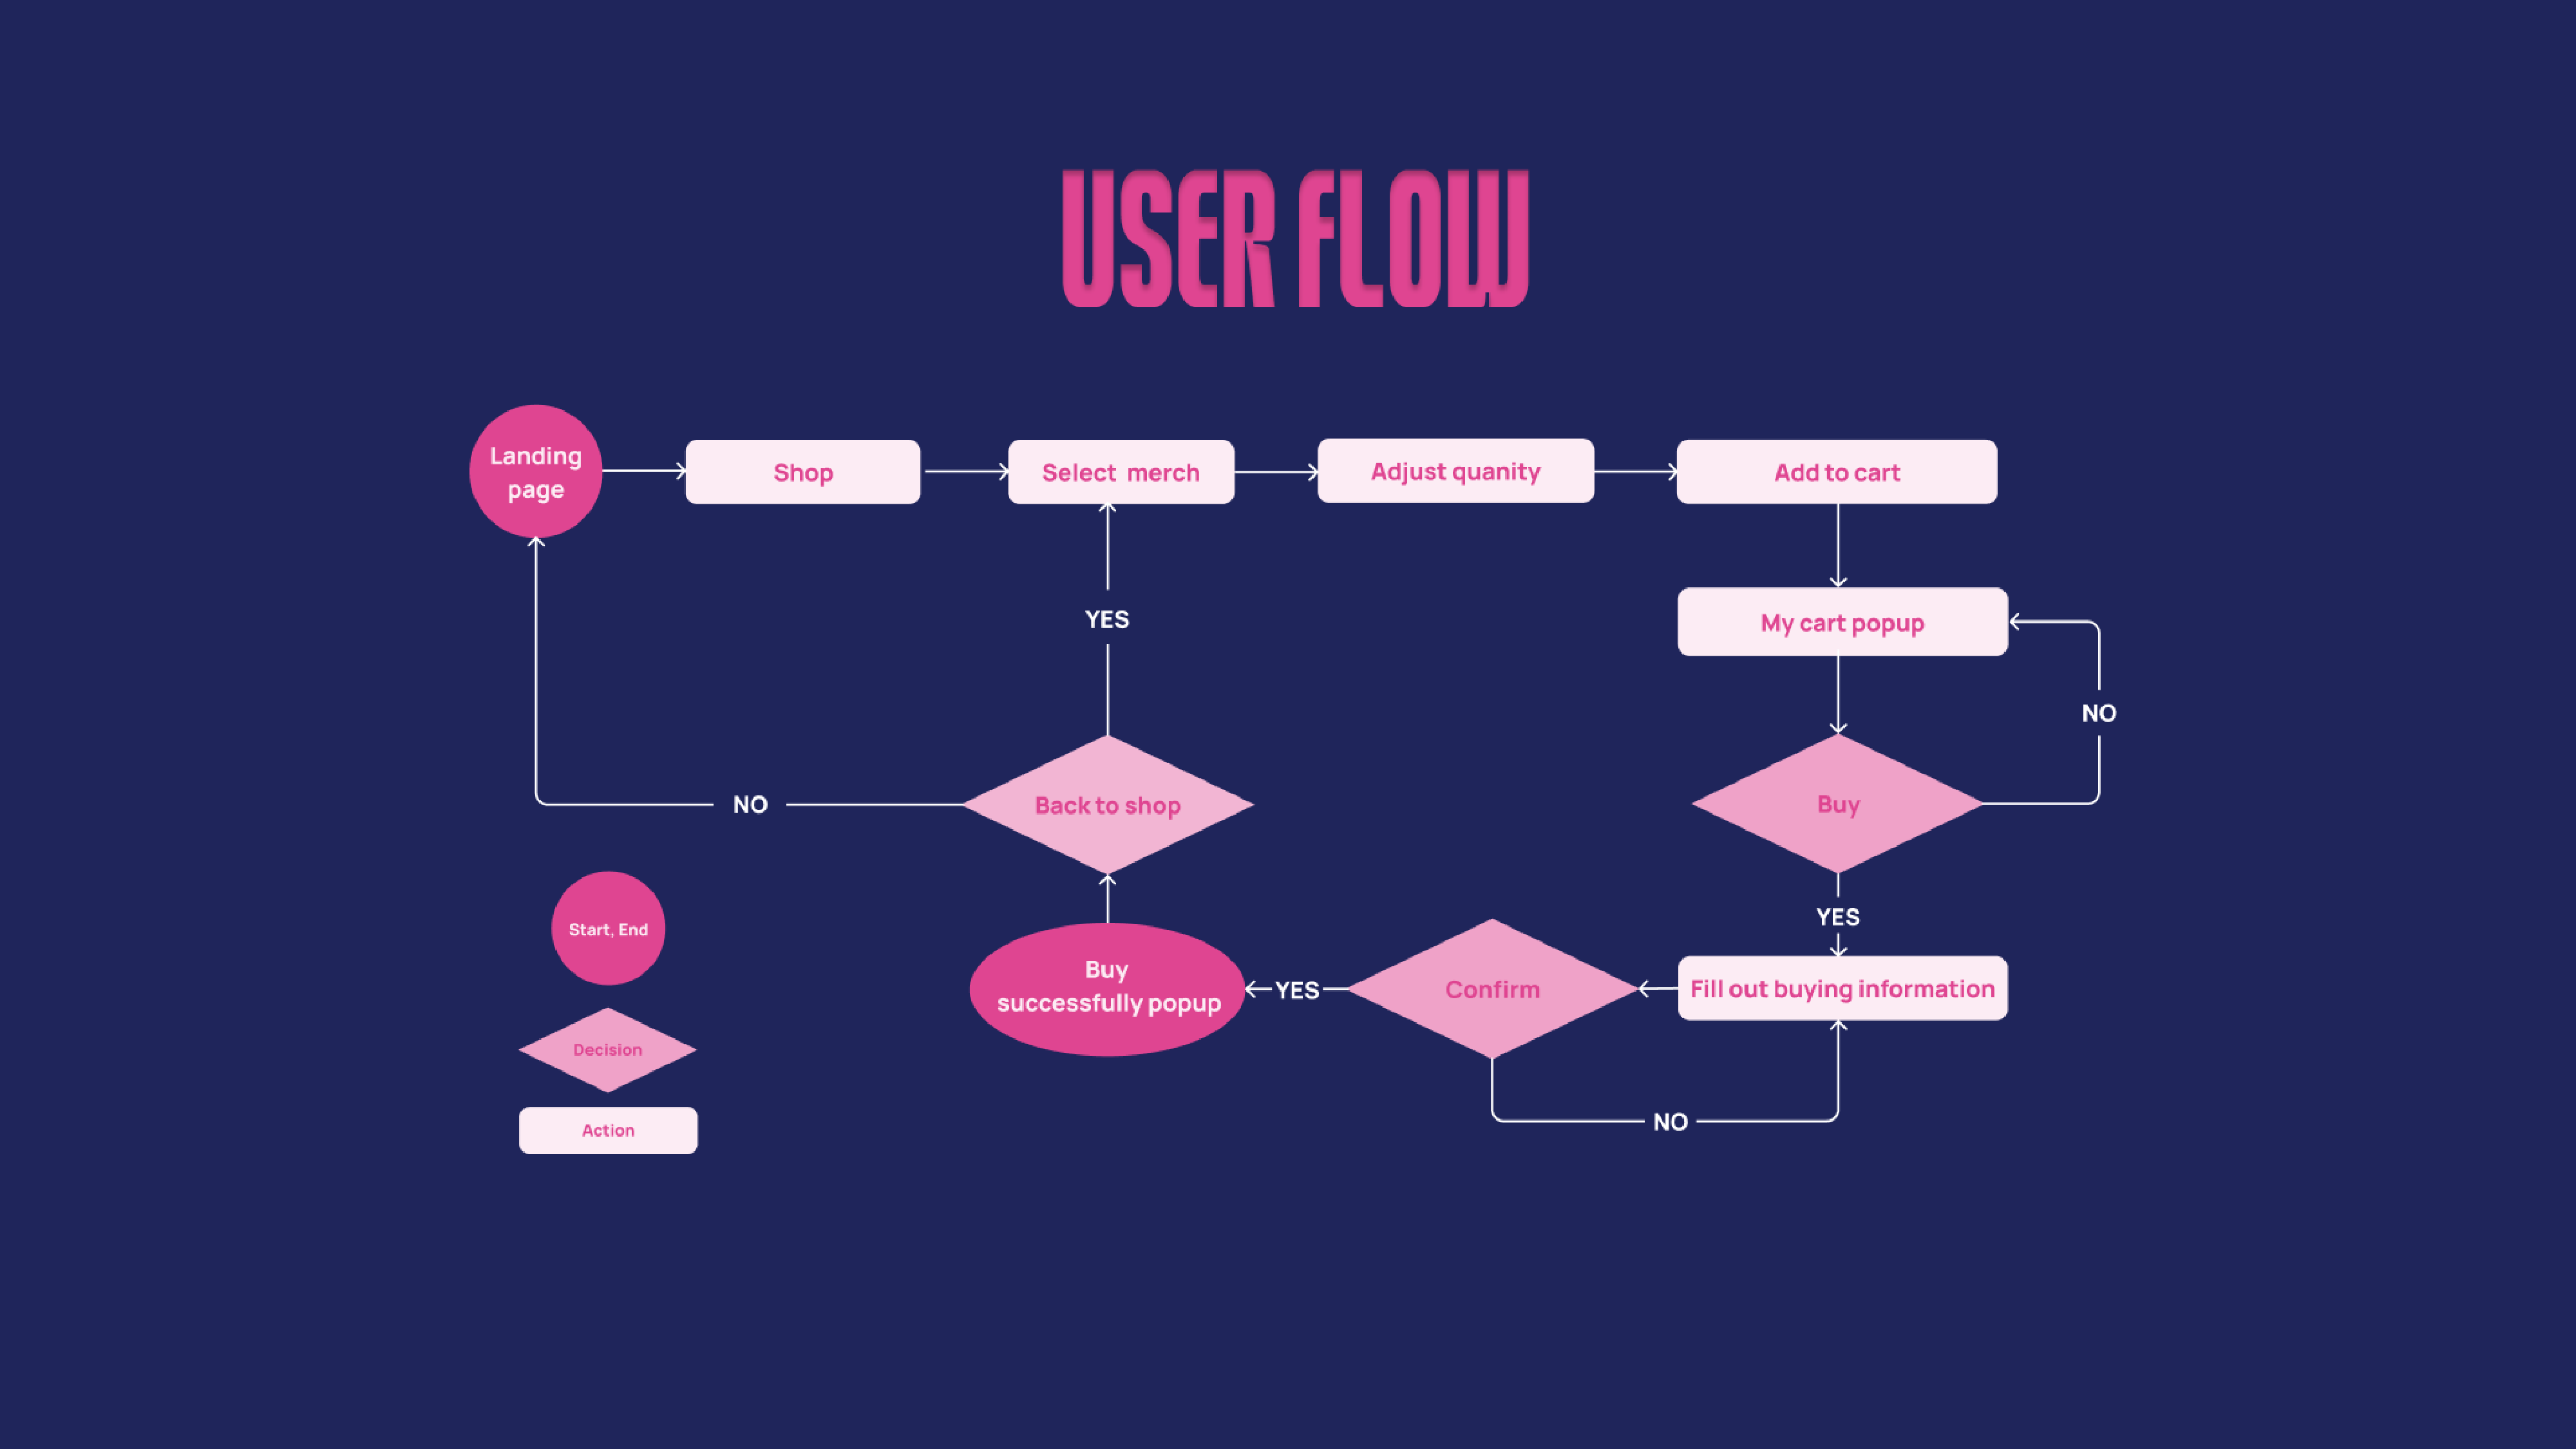 USER FLOW
Landing
page
Shop
Select merch
Adjust quanity
Add to cart
YES
My cart popup
NO
NO
Back to shop
Buy
YES
Start, End
Buy
successfully popup
YES
Confirm
Fill out buying information
Decision
NO
Action